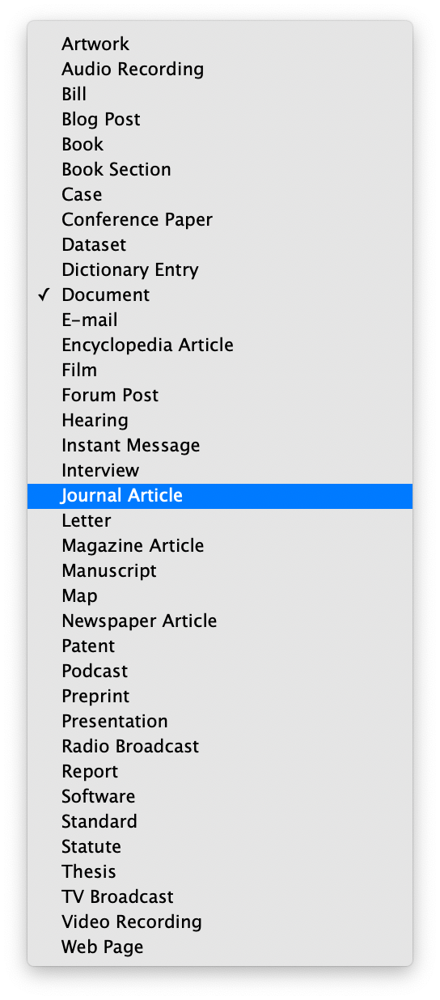 Artwork
Audio Recording
Bill
Blog Post
Book
Book Section
Case
Conference Paper
Dataset
Dictionary Entry
✓ Document
E-mail
Encyclopedia Article
Film
Forum Post
Hearing
Instant Message
Interview
Journal Article
Letter
Magazine Article
Manuscript
Map
Newspaper Article
Patent
Podcast
Preprint
Presentation
Radio Broadcast
Report
Software
Standard
Statute
Thesis
TV Broadcast
Video Recording
Web Page